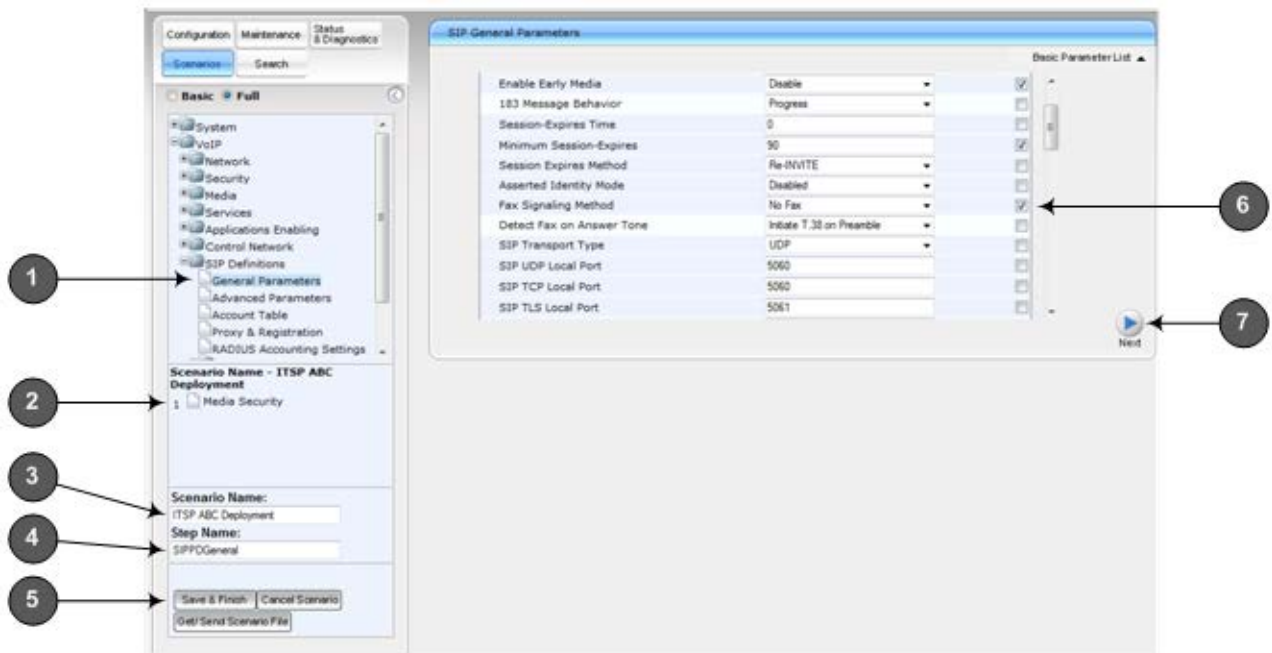 Configuration Maintenance Status & Diagnostics
Scenarios Search
Basic Full
System
VoIP
Network
Security
Media
Services
Applications Enabling
Control Network
SIP Definitions
General Parameters
Advanced Parameters
Account Table
Proxy & Registration
RADIUS Accounting Settings
Scenario Name - ITSP ABC
Deployment
1 Media Security
Scenario Name:
ITSP ABC Deployment
Step Name:
SIPPDGeneral
Save & Finish Cancel Scenario
Get/Send Scenario File
SIP General Parameters
Basic Parameter List ▲
Enable Early Media Disable
183 Message Behavior Progress
Session-Expires Time 0
Minimum Session-Expires 90
Session Expires Method Re-INVITE
Asserted Identity Mode Disabled
Fax Signaling Method No Fax
Detect Fax on Answer Tone Initiate T.38 on Preamble
SIP Transport Type UDP
SIP UDP Local Port 5060
SIP TCP Local Port 5060
SIP TLS Local Port 5061
Next
1
2
3
4
5
6
7